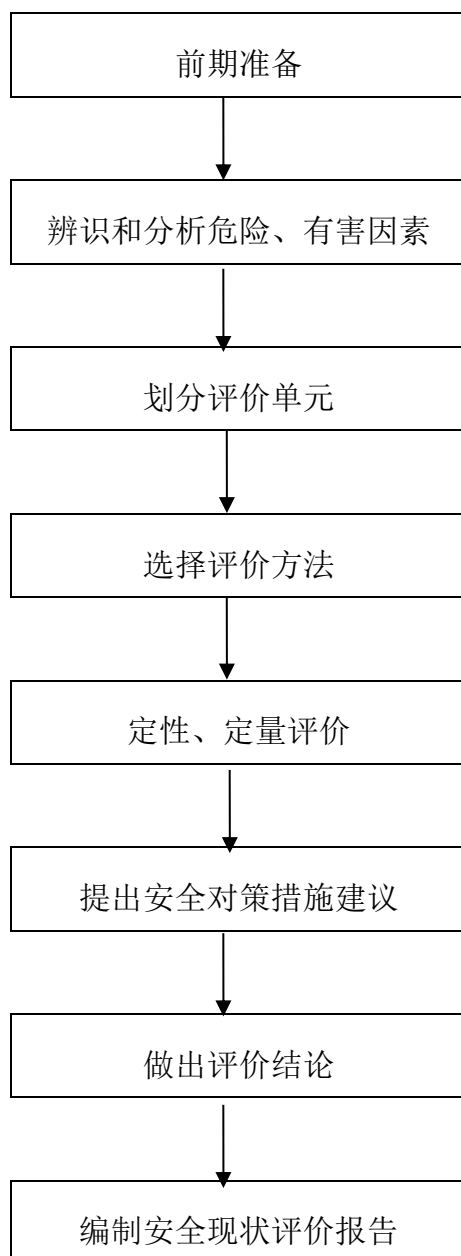 前期准备
辨识和分析危险、有害因素
划分评价单元
选择评价方法
定性、定量评价
提出安全对策措施建议
做出评价结论
编制安全现状评价报告